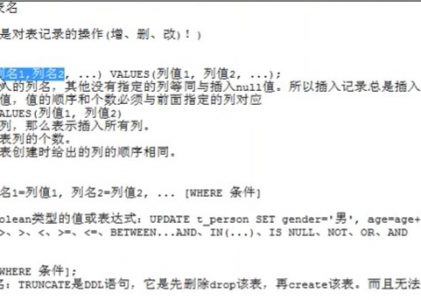 表名
是对表记录的操作(增、删、改)!）
列名1,列名2, ...) VALUES(列值1, 列值2, ...);
入的列名，其他没有指定的列等同与插入null值。所以插入记录总是插入
值，值的顺序和个数必须与前面指定的列对应
ALUES(列值1, 列值2)
列，那么表示插入所有列。
表列的个数。
表创建时给出的列的顺序相同。
名1=列值1, 列名2=列值2, ... [WHERE 条件]
olean类型的值或表达式: UPDATE t_person SET gender='男', age=age+
>、>、<、>=、<=、BETWEEN...AND、IN(...)、IS NULL、NOT、OR、AND
WHERE 条件];
名: TRUNCATE是DDL语句，它是先删除drop该表，再create该表。而且无法